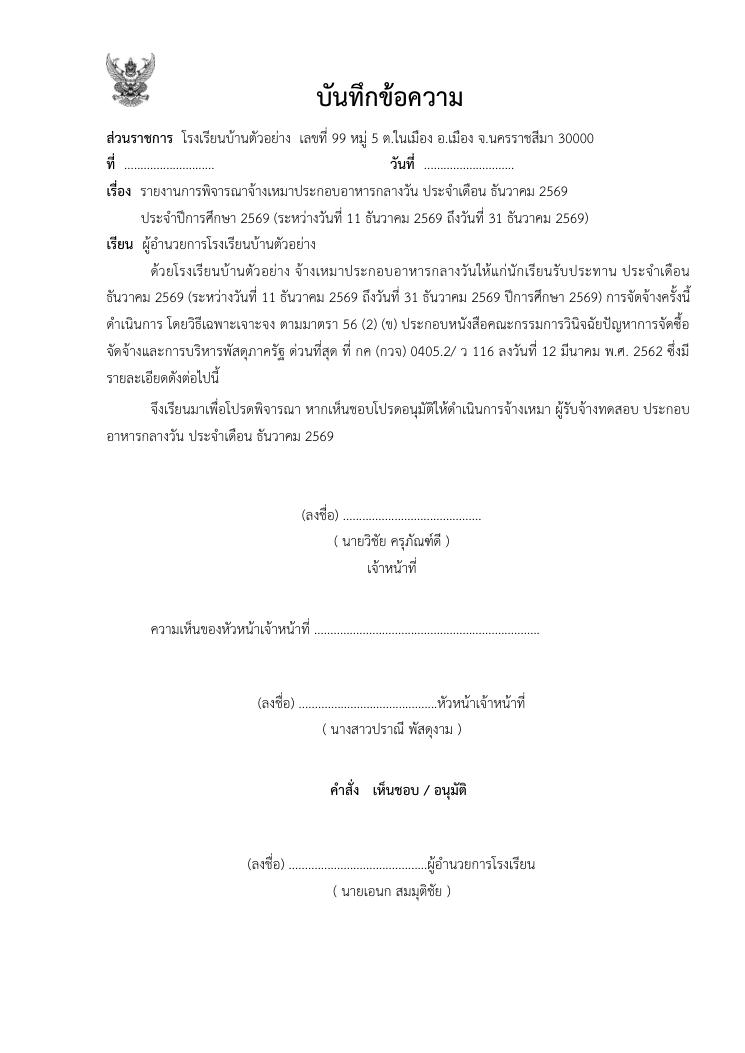 บันทึกข้อความ
ส่วนราชการ โรงเรียนบ้านตัวอย่าง เลขที่ 99 หมู่ 5 ต.ในเมือง อ.เมือง จ.นครราชสีมา 30000
ที่ ............................ วันที่ ............................
เรื่อง รายงานการพิจารณาจ้างเหมาประกอบอาหารกลางวัน ประจำเดือน ธันวาคม 2569
ประจำปีการศึกษา 2569 (ระหว่างวันที่ 11 ธันวาคม 2569 ถึงวันที่ 31 ธันวาคม 2569)
เรียน ผู้อำนวยการโรงเรียนบ้านตัวอย่าง
ด้วยโรงเรียนบ้านตัวอย่าง จ้างเหมาประกอบอาหารกลางวันให้แก่นักเรียนรับประทาน ประจำเดือน
ธันวาคม 2569 (ระหว่างวันที่ 11 ธันวาคม 2569 ถึงวันที่ 31 ธันวาคม 2569 ปีการศึกษา 2569) การจัดจ้างครั้งนี้
ดำเนินการ โดยวิธีเฉพาะเจาะจง ตามมาตรา 56 (2) (ข) ประกอบหนังสือคณะกรรมการวินิจฉัยปัญหาการจัดซื้อ
จัดจ้างและการบริหารพัสดุภาครัฐ ด่วนที่สุด ที่ กค (กวจ) 0405.2/ ว 116 ลงวันที่ 12 มีนาคม พ.ศ. 2562 ซึ่งมี
รายละเอียดดังต่อไปนี้
จึงเรียนมาเพื่อโปรดพิจารณา หากเห็นชอบโปรดอนุมัติให้ดำเนินการจ้างเหมา ผู้รับจ้างทดสอบ ประกอบ
อาหารกลางวัน ประจำเดือน ธันวาคม 2569
(ลงชื่อ) ...........................................
( นายวิชัย ครุภัณฑ์ดี )
เจ้าหน้าที่
ความเห็นของหัวหน้าเจ้าหน้าที่ ......................................................................
(ลงชื่อ) ...........................................หัวหน้าเจ้าหน้าที่
( นางสาวปราณี พัสดุงาม )
คำสั่ง เห็นชอบ / อนุมัติ
(ลงชื่อ) ...........................................ผู้อำนวยการโรงเรียน
( นายเอนก สมมุติชัย )